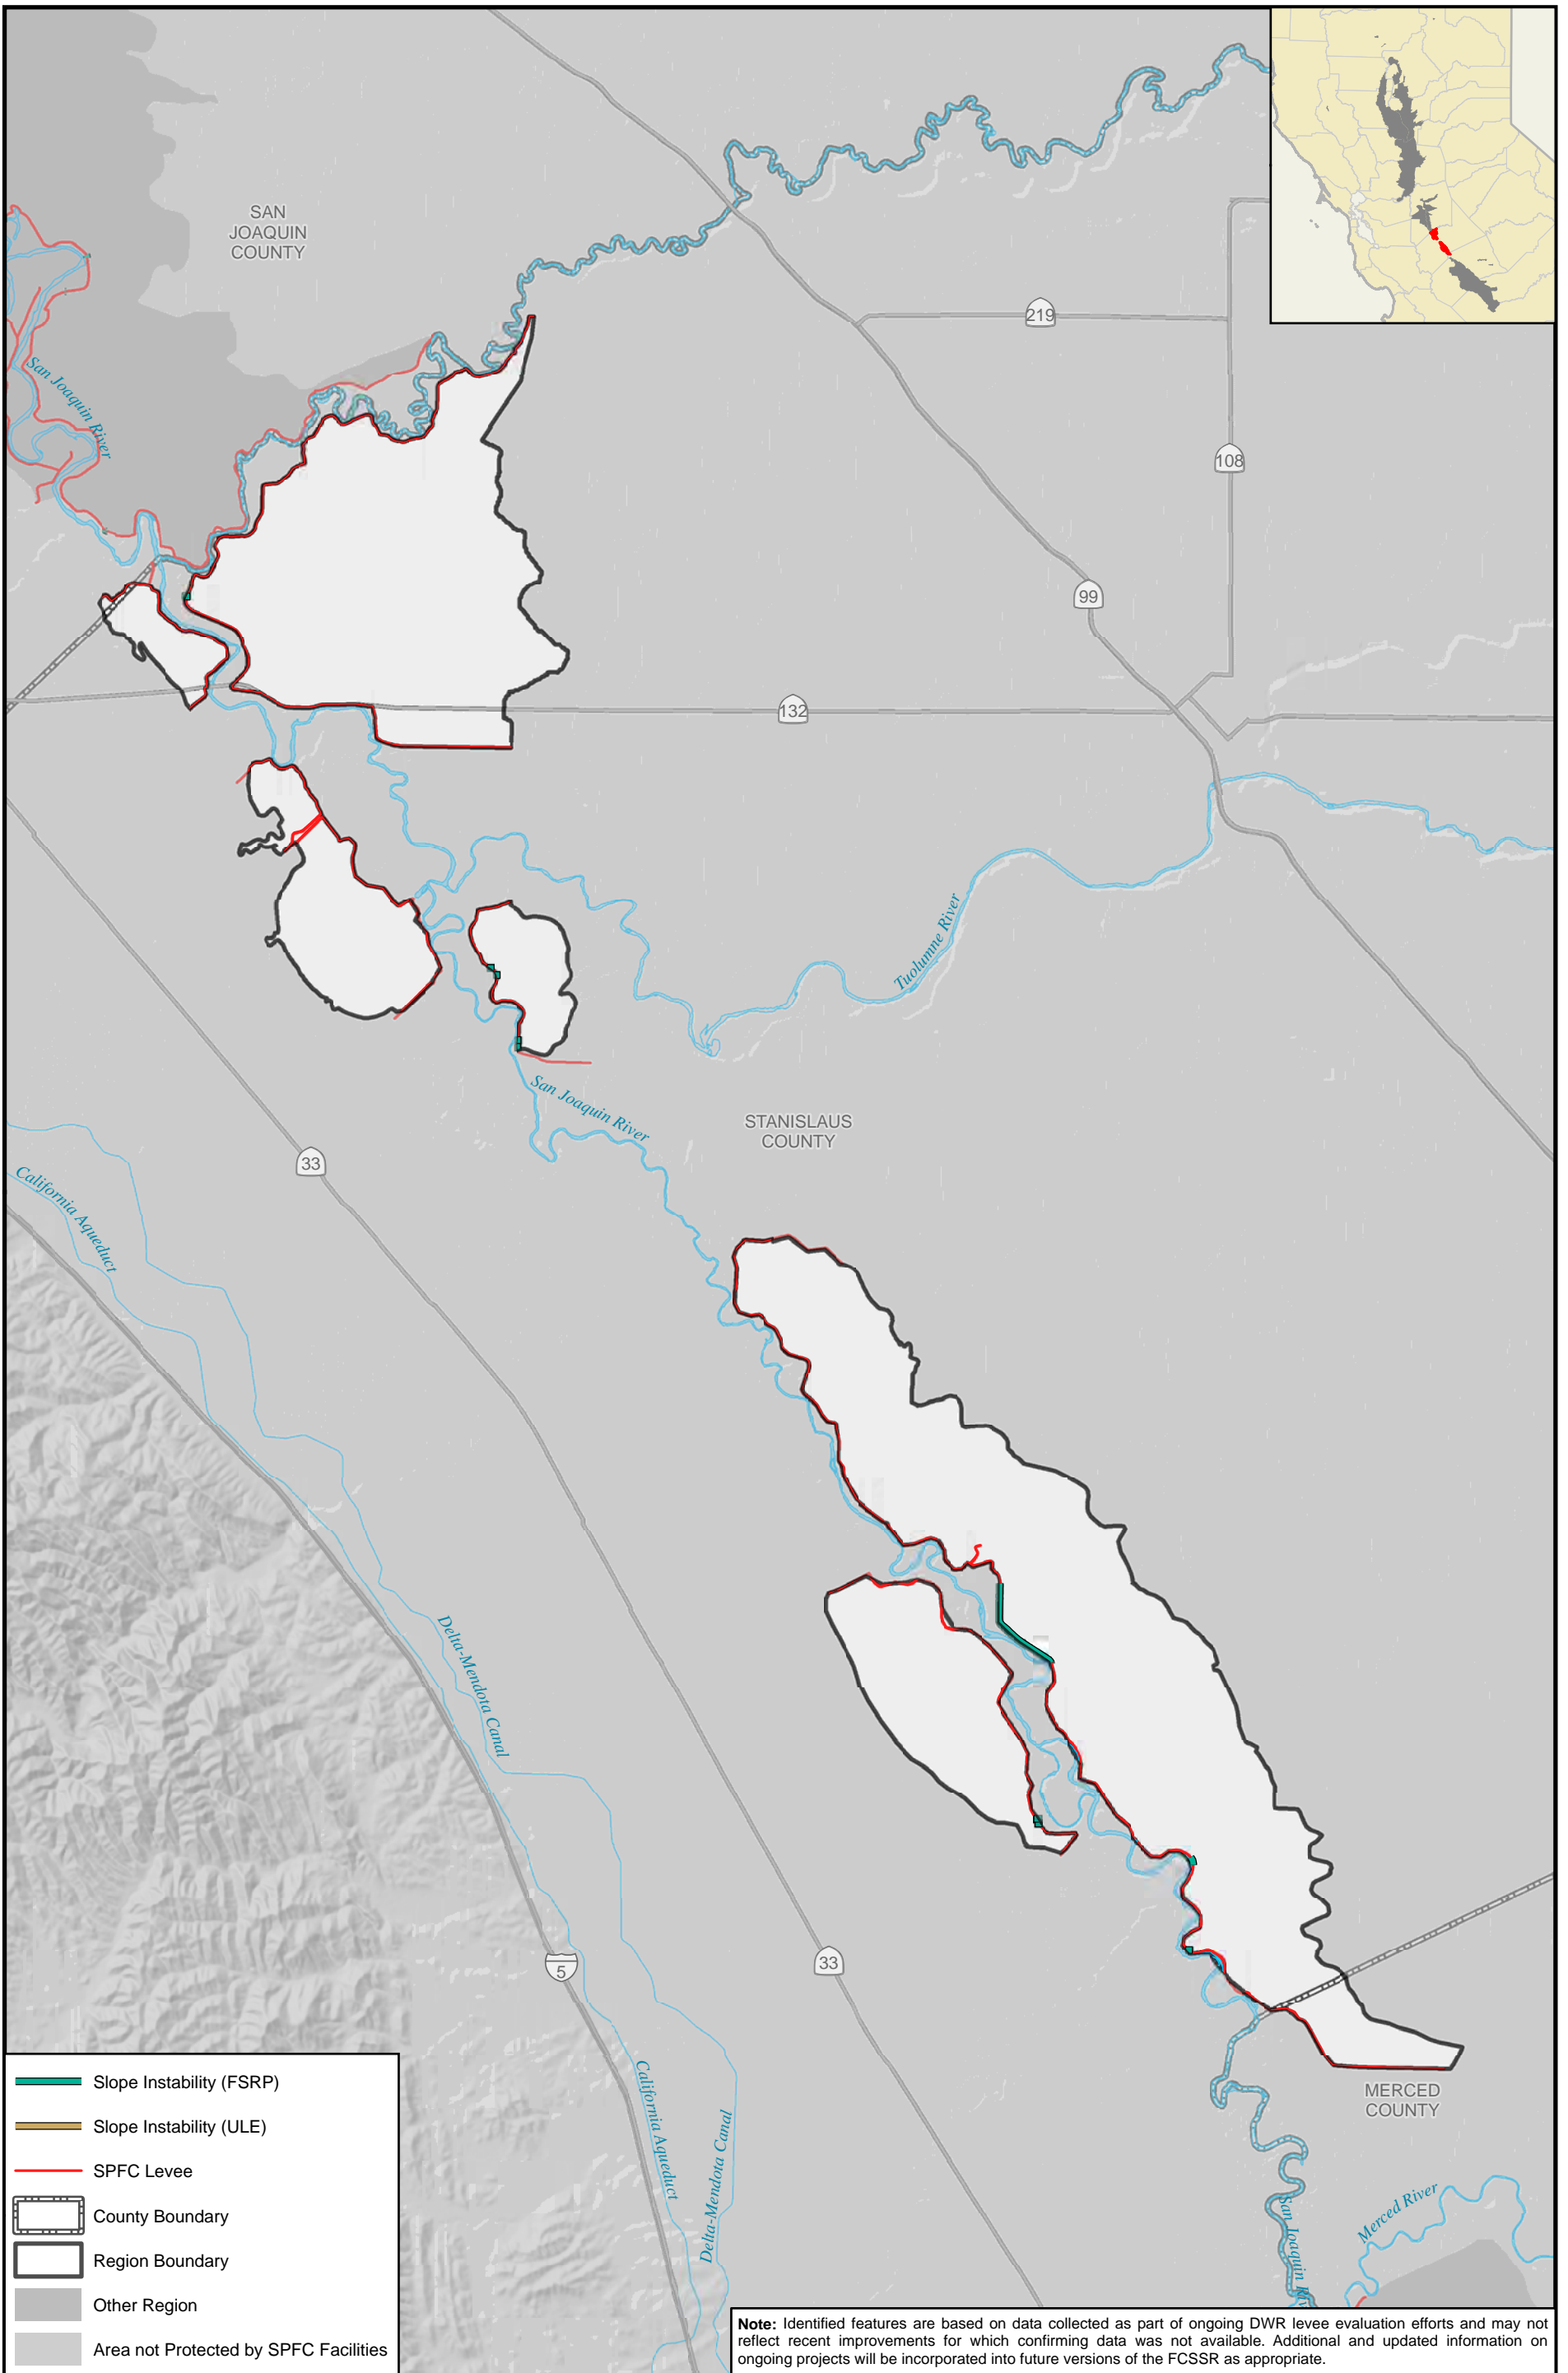 SAN
JOAQUIN
COUNTY
219
San Joaquin River
108
99
132
Tuolumne River
San Joaquin River
STANISLAUS
COUNTY
33
California Aqueduct
Delta-Mendota Canal
33
5
California Aqueduct
Delta-Mendota Canal
MERCED
COUNTY
Merced River
San Joaquin Riv
Slope Instability (FSRP)
Slope Instability (ULE)
SPFC Levee
County Boundary
Region Boundary
Other Region
Area not Protected by SPFC Facilities
Note: Identified features are based on data collected as part of ongoing DWR levee evaluation efforts and may not
reflect recent improvements for which confirming data was not available. Additional and updated information on
ongoing projects will be incorporated into future versions of the FCSSR as appropriate.